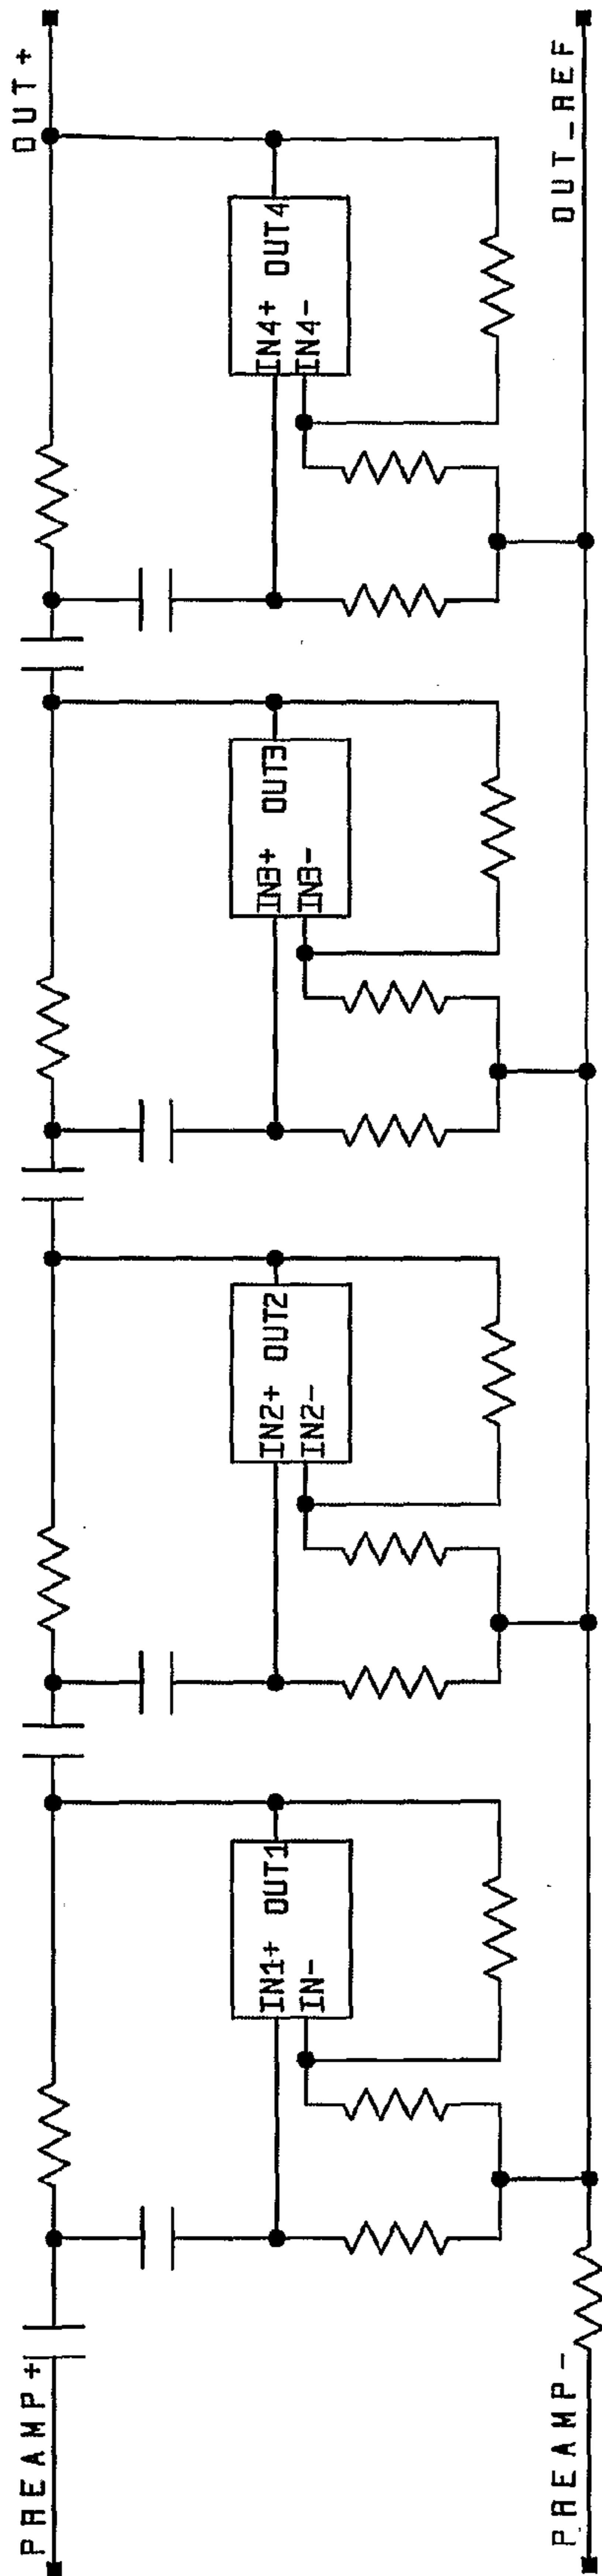 OUT+
OUT_REF
OUT4
IN4+
IN4-
OUT3
IN3+
IN3-
OUT2
IN2+
IN2-
OUT1
IN1+
IN-
PREAMP+
PREAMP-